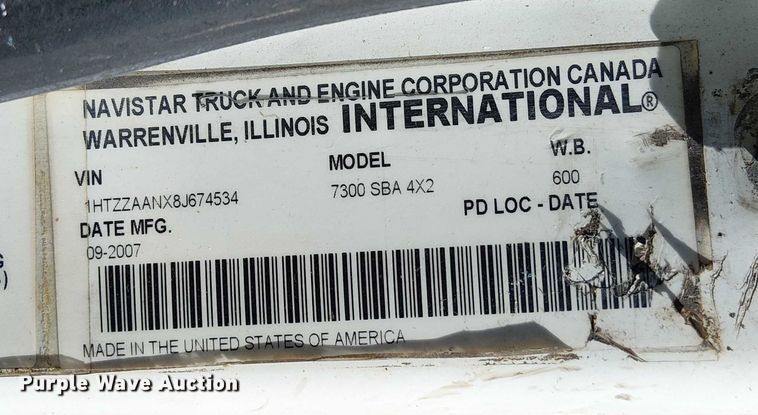 NAVISTAR TRUCK AND ENGINE CORPORATION CANADA
WARRENVILLE, ILLINOIS INTERNATIONAL®
VIN MODEL W.B.
1HTZZAANX8J674534 7300 SBA 4X2 600
DATE MFG. PD LOC - DATE
09-2007
MADE IN THE UNITED STATES OF AMERICA
Purple Wave Auction